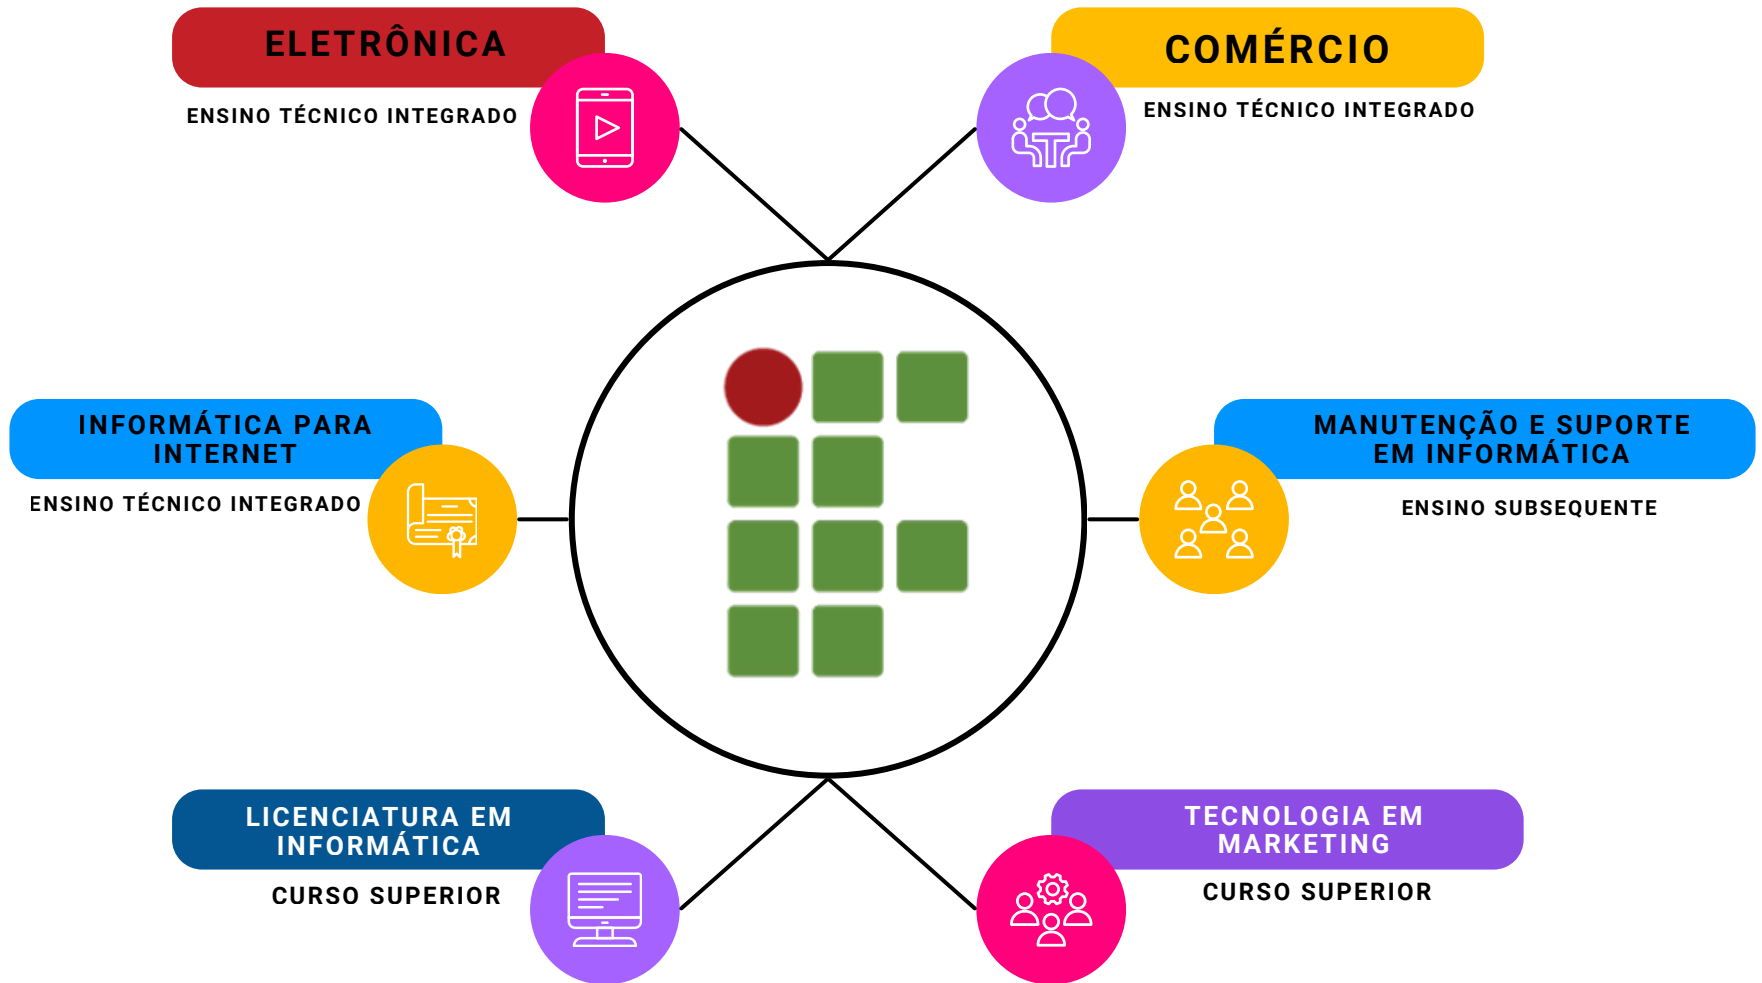 ELETRÔNICA
ENSINO TÉCNICO INTEGRADO
COMÉRCIO
ENSINO TÉCNICO INTEGRADO
INFORMÁTICA PARA
INTERNET
ENSINO TÉCNICO INTEGRADO
MANUTENÇÃO E SUPORTE
EM INFORMÁTICA
ENSINO SUBSEQUENTE
LICENCIATURA EM
INFORMÁTICA
CURSO SUPERIOR
TECNOLOGIA EM
MARKETING
CURSO SUPERIOR